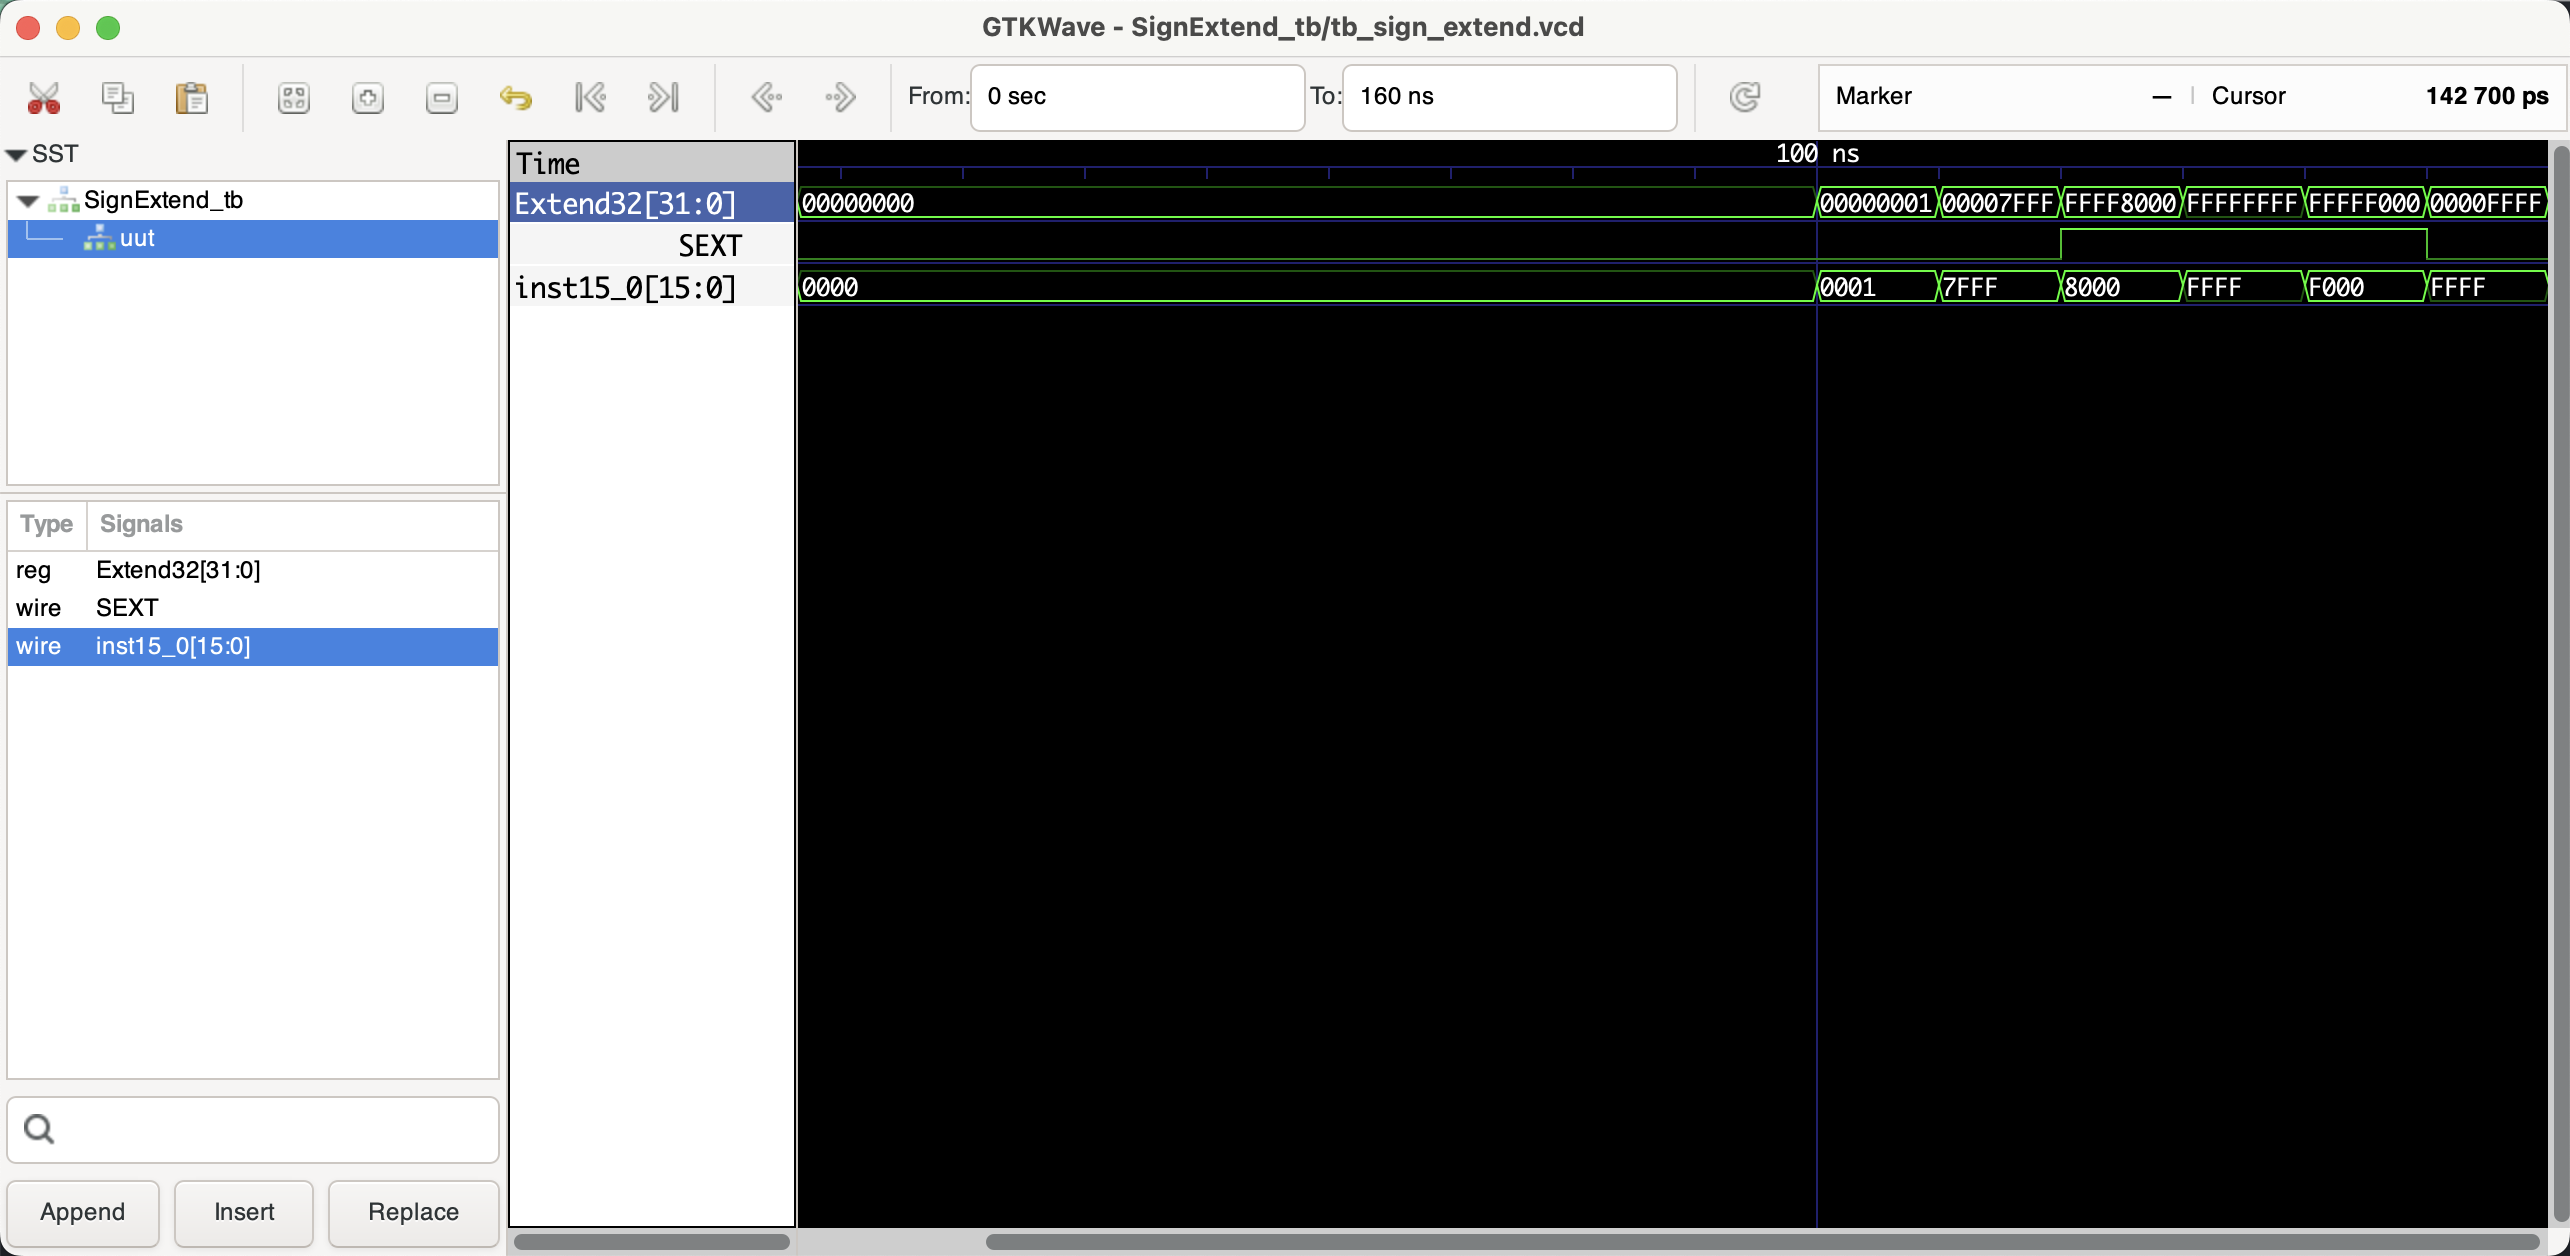 GTKWave - SignExtend_tb/tb_sign_extend.vcd
From: 0 sec To: 160 ns Marker — | Cursor 142 700 ps
SST
SignExtend_tb
uut
Type Signals
reg Extend32[31:0]
wire SEXT
wire inst15_0[15:0]
Append Insert Replace
Time 100 ns
Extend32[31:0] 00000000 00000001 00007FFF FFFF8000 FFFFFFFF FFFFF000 0000FFFF
SEXT
inst15_0[15:0] 0000 0001 7FFF 8000 FFFF F000 FFFF